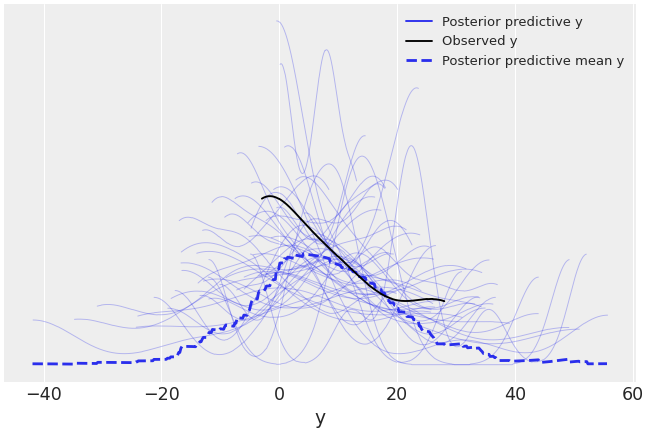 Posterior predictive y
Observed y
Posterior predictive mean y
−40 −20 0 20 40 60
y